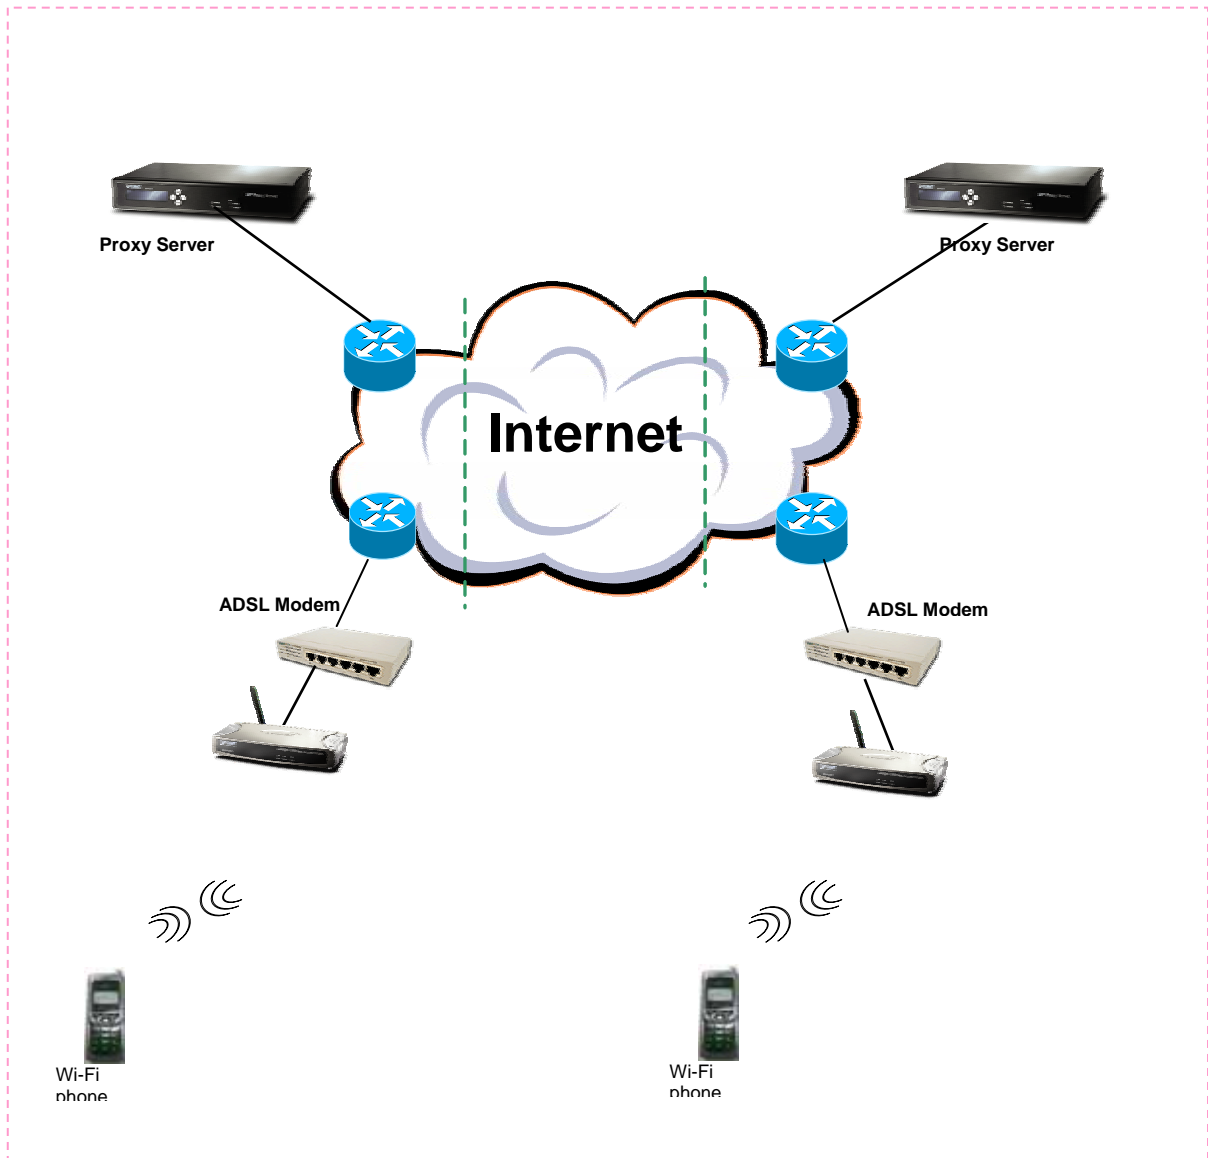 Proxy Server
Proxy Server
Internet
ADSL Modem
ADSL Modem
Wi-Fi
phone
Wi-Fi
phone